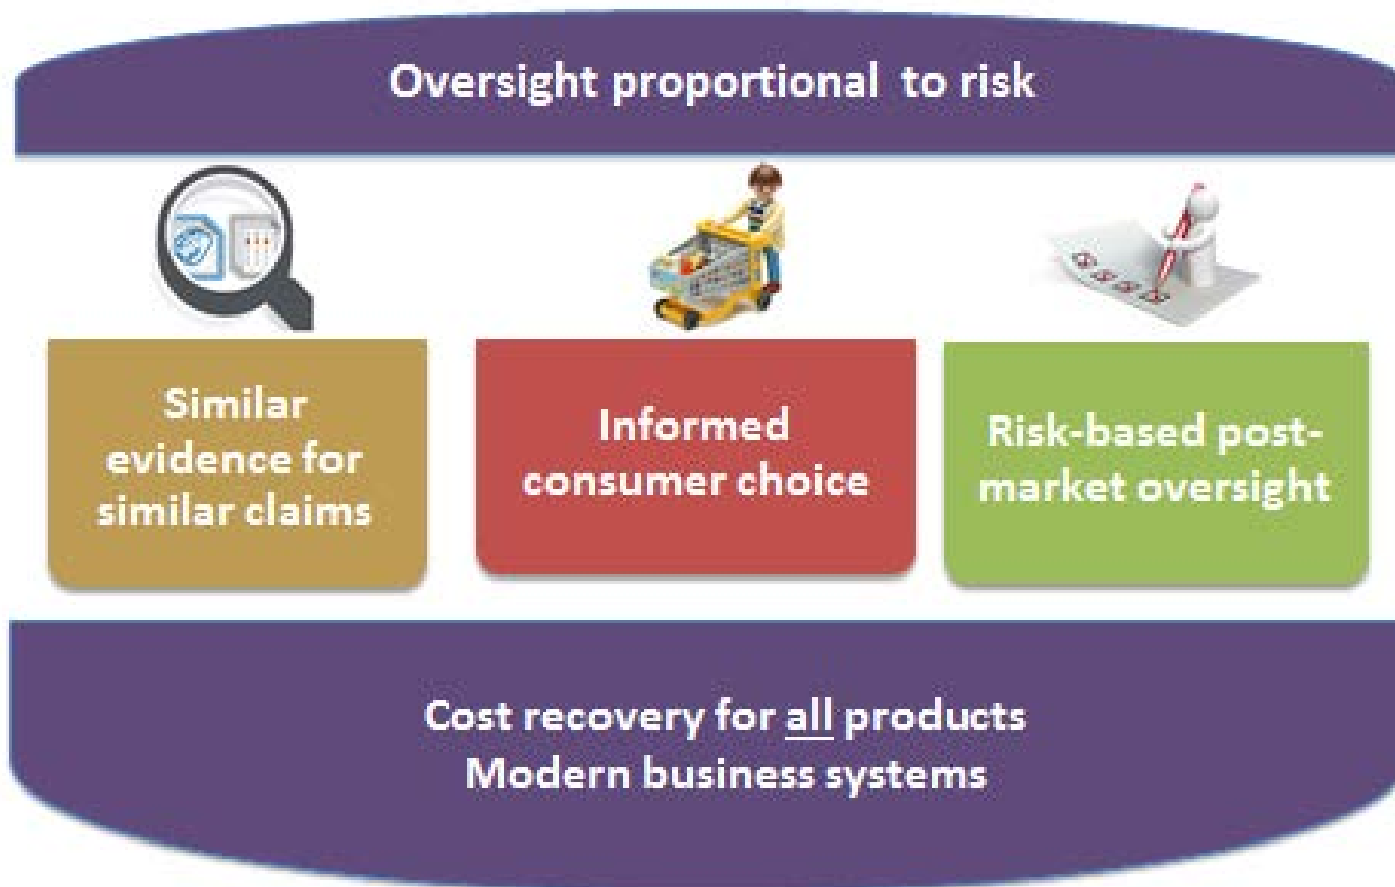 Oversight proportional to risk
Similar
evidence for
similar claims
Informed
consumer choice
Risk-based post-
market oversight
Cost recovery for all products
Modern business systems